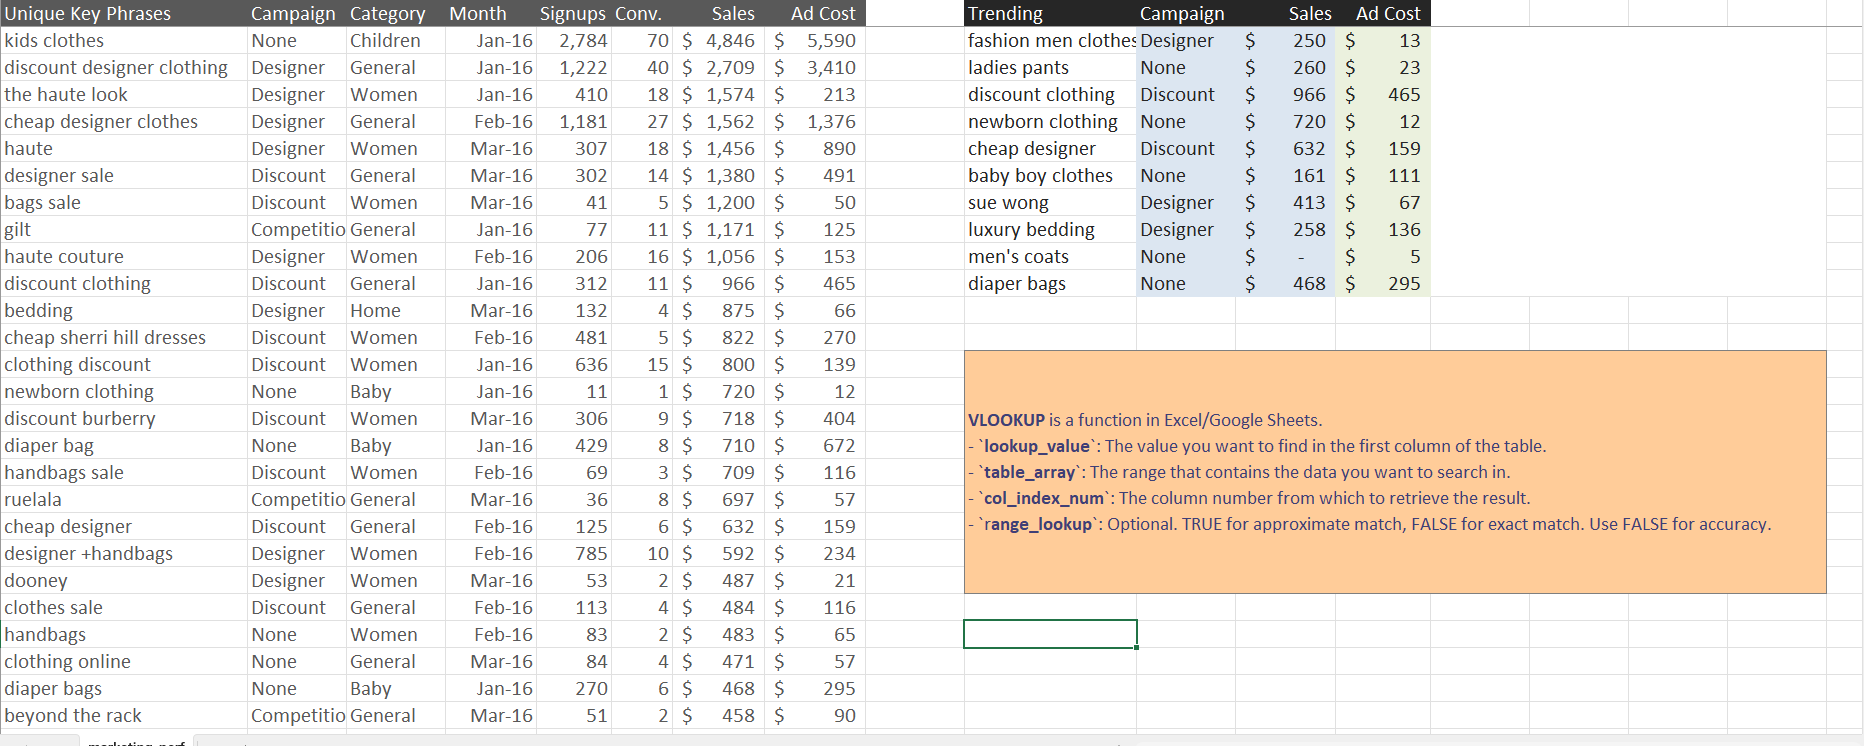 Unique Key Phrases Campaign Category Month Signups Conv. Sales Ad Cost
kids clothes None Children Jan-16 2,784 70 $ 4,846 $ 5,590
discount designer clothing Designer General Jan-16 1,222 40 $ 2,709 $ 3,410
the haute look Designer Women Jan-16 410 18 $ 1,574 $ 213
cheap designer clothes Designer General Feb-16 1,181 27 $ 1,562 $ 1,376
haute Designer Women Mar-16 307 18 $ 1,456 $ 890
designer sale Discount General Mar-16 302 14 $ 1,380 $ 491
bags sale Discount Women Mar-16 41 5 $ 1,200 $ 50
gilt Competitio General Jan-16 77 11 $ 1,171 $ 125
haute couture Designer Women Feb-16 206 16 $ 1,056 $ 153
discount clothing Discount General Jan-16 312 11 $ 966 $ 465
bedding Designer Home Mar-16 132 4 $ 875 $ 66
cheap sherri hill dresses Discount Women Feb-16 481 5 $ 822 $ 270
clothing discount Discount Women Jan-16 636 15 $ 800 $ 139
newborn clothing None Baby Jan-16 11 1 $ 720 $ 12
discount burberry Discount Women Mar-16 306 9 $ 718 $ 404
diaper bag None Baby Jan-16 429 8 $ 710 $ 672
handbags sale Discount Women Feb-16 69 3 $ 709 $ 116
ruelala Competitio General Mar-16 36 8 $ 697 $ 57
cheap designer Discount General Feb-16 125 6 $ 632 $ 159
designer +handbags Designer Women Feb-16 785 10 $ 592 $ 234
dooney Designer Women Mar-16 53 2 $ 487 $ 21
clothes sale Discount General Feb-16 113 4 $ 484 $ 116
handbags None Women Feb-16 83 2 $ 483 $ 65
clothing online None General Mar-16 84 4 $ 471 $ 57
diaper bags None Baby Jan-16 270 6 $ 468 $ 295
beyond the rack Competitio General Mar-16 51 2 $ 458 $ 90
Trending Campaign Sales Ad Cost
fashion men clothes Designer $ 250 $ 13
ladies pants None $ 260 $ 23
discount clothing Discount $ 966 $ 465
newborn clothing None $ 720 $ 12
cheap designer Discount $ 632 $ 159
baby boy clothes None $ 161 $ 111
sue wong Designer $ 413 $ 67
luxury bedding Designer $ 258 $ 136
men's coats None $ - $ 5
diaper bags None $ 468 $ 295
VLOOKUP is a function in Excel/Google Sheets.
- `lookup_value`: The value you want to find in the first column of the table.
- `table_array`: The range that contains the data you want to search in.
- `col_index_num`: The column number from which to retrieve the result.
- `range_lookup`: Optional. TRUE for approximate match, FALSE for exact match. Use FALSE for accuracy.